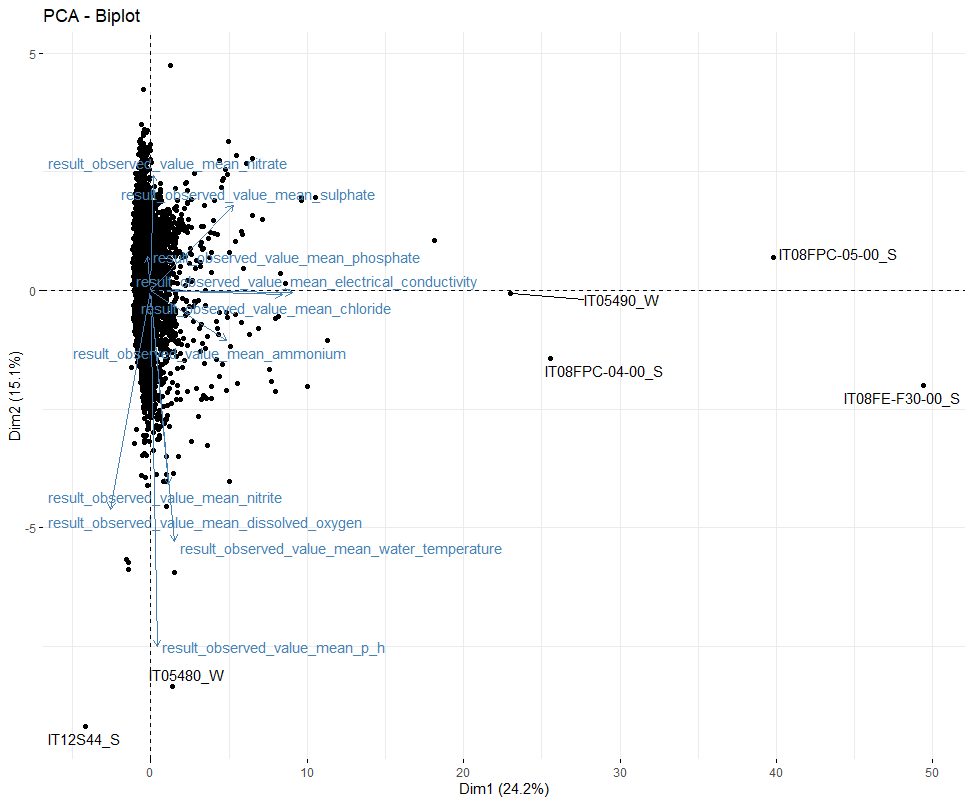 PCA - Biplot
5
result_observed_value_mean_nitrate
result_observed_value_mean_sulphate
result_observed_value_mean_phosphate
IT08FPC-05-00_S
result_observed_value_mean_electrical_conductivity
0
IT05490_W
result_observed_value_mean_chloride
result_observed_value_mean_ammonium
IT08FPC-04-00_S
IT08FE-F30-00_S
Dim2 (15.1%)
result_observed_value_mean_nitrite
result_observed_value_mean_dissolved_oxygen
-5
result_observed_value_mean_water_temperature
result_observed_value_mean_p_h
IT05480_W
IT12S44_S
0 10 20 30 40 50
Dim1 (24.2%)